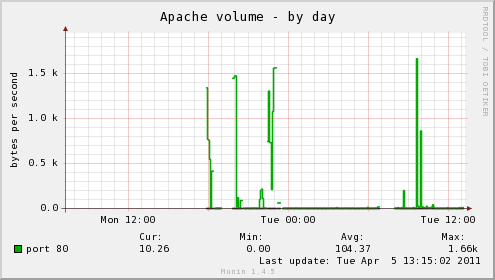 Apache volume - by day
RRDTOOL / TOBI OETIKER
bytes per second
1.5 k
1.0 k
0.5 k
0.0
Mon 12:00 Tue 00:00 Tue 12:00
Cur: Min: Avg: Max:
port 80 10.26 0.00 104.37 1.66k
Last update: Tue Apr 5 13:15:02 2011
Munin 1.4.5